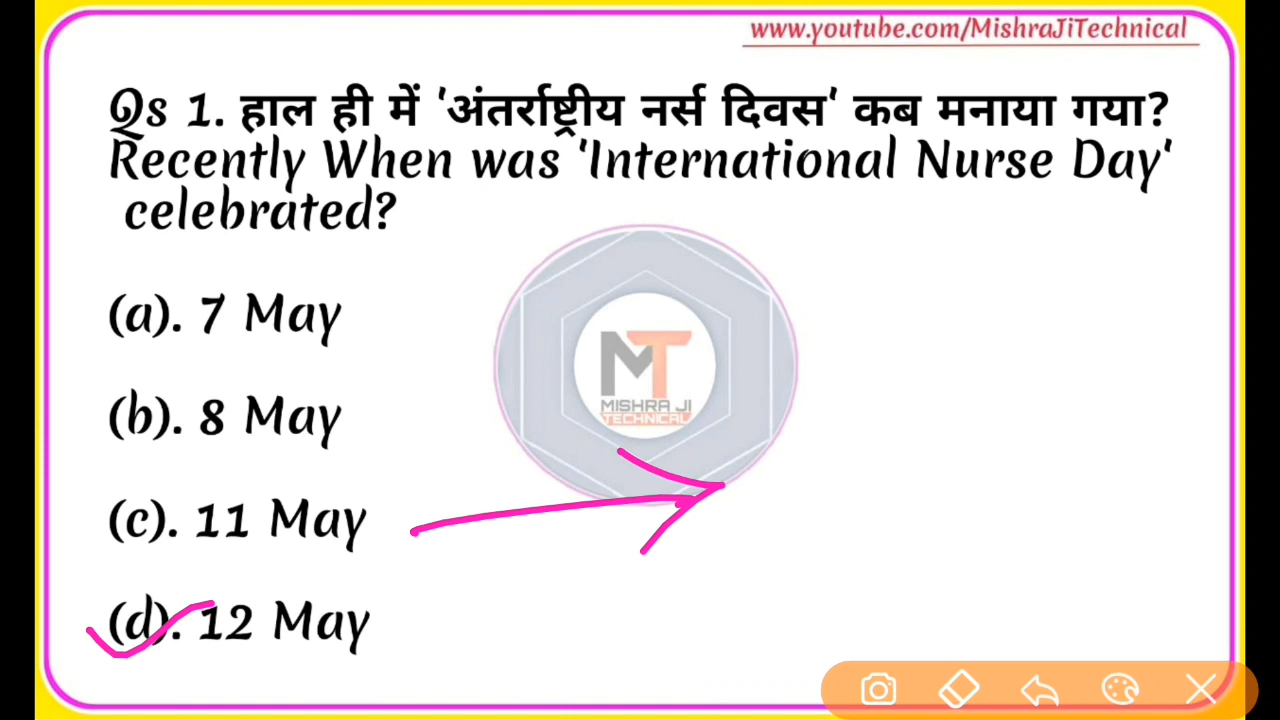 www.youtube.com/MishraJiTechnical
Qs 1. हाल ही में 'अंतर्राष्ट्रीय नर्स दिवस' कब मनाया गया?
Recently When was 'International Nurse Day'
celebrated?
(a). 7 May
(b). 8 May
MT
MISHRA JI
TECHNICAL
(c). 11 May
(d). 12 May